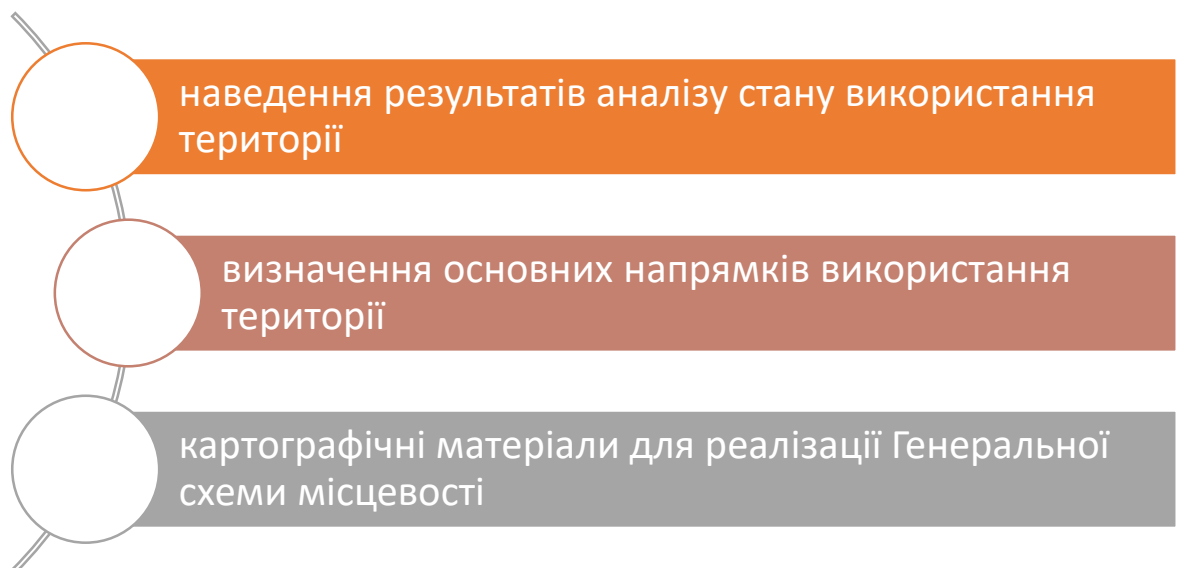 наведення результатів аналізу стану використання
території
визначення основних напрямків використання
території
картографічні матеріали для реалізації Генеральної
схеми місцевості